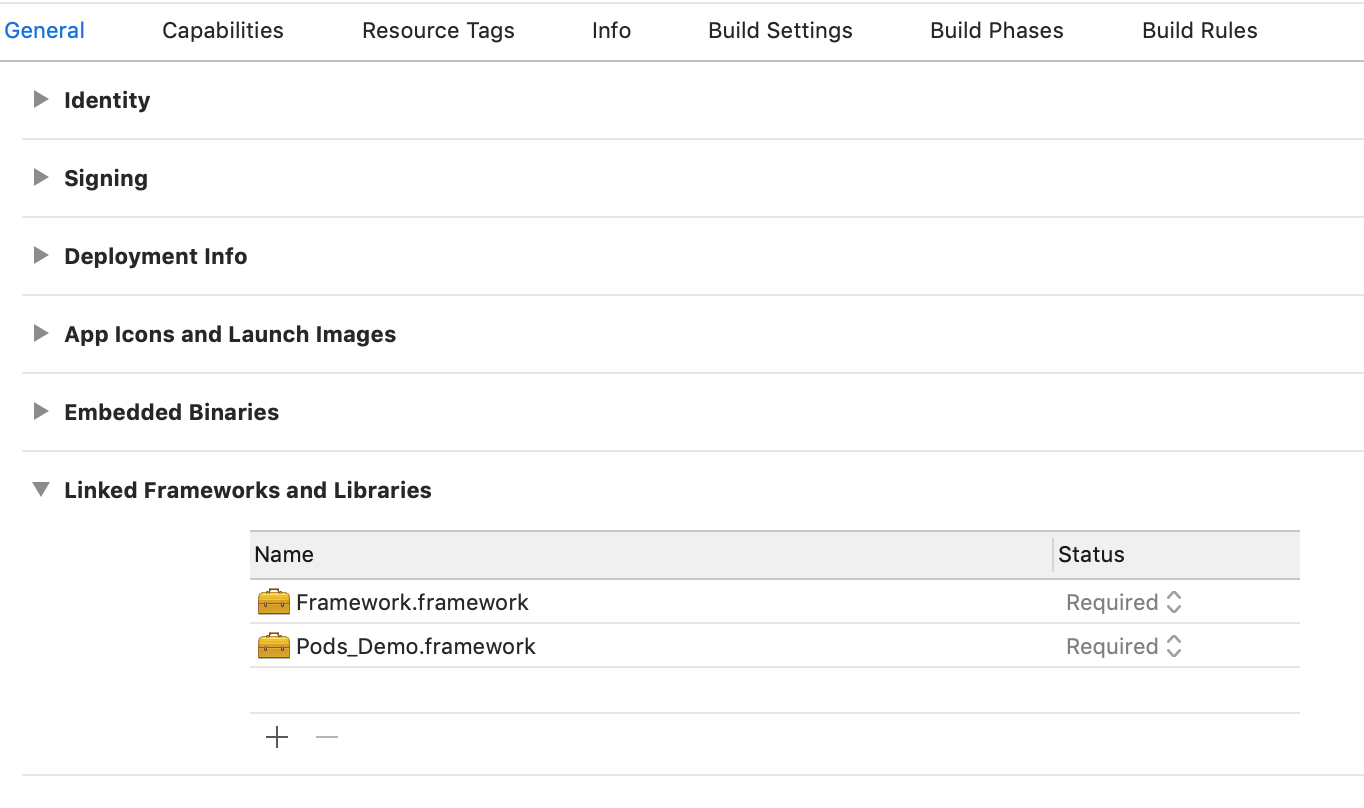 General Capabilities Resource Tags Info Build Settings Build Phases Build Rules
Identity
Signing
Deployment Info
App Icons and Launch Images
Embedded Binaries
Linked Frameworks and Libraries
Name Status
Framework.framework Required
Pods_Demo.framework Required